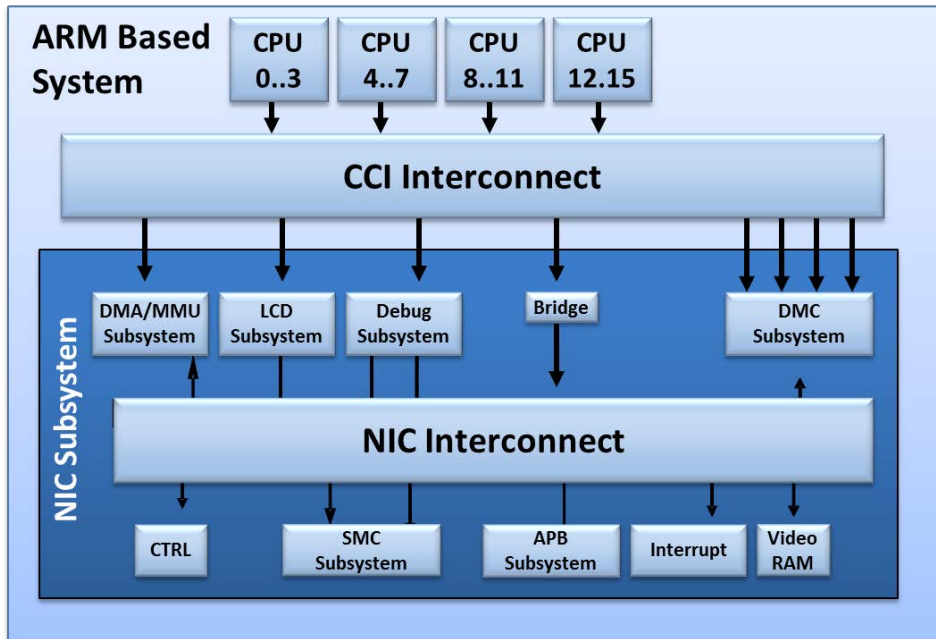 ARM Based
System
CPU
0..3
CPU
4..7
CPU
8..11
CPU
12.15
CCI Interconnect
NIC Subsystem
DMA/MMU
Subsystem
LCD
Subsystem
Debug
Subsystem
Bridge
DMC
Subsystem
NIC Interconnect
CTRL
SMC
Subsystem
APB
Subsystem
Interrupt
Video
RAM